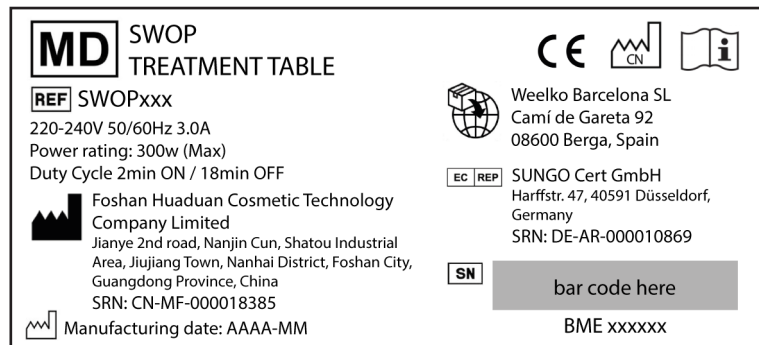 MD
SWOP
TREATMENT TABLE
REF SWOPxxx
220-240V 50/60Hz 3.0A
Power rating: 300w (Max)
Duty Cycle 2min ON / 18min OFF
Foshan Huaduan Cosmetic Technology
Company Limited
Jianye 2nd road, Nanjin Cun, Shatou Industrial
Area, Jiujiang Town, Nanhai District, Foshan City,
Guangdong Province, China
SRN: CN-MF-000018385
Manufacturing date: AAAA-MM
CE
CN
i
Weelko Barcelona SL
Camí de Gareta 92
08600 Berga, Spain
EC REP
SUNGO Cert GmbH
Harffstr. 47, 40591 Düsseldorf,
Germany
SRN: DE-AR-000010869
SN
bar code here
BME xxxxxx